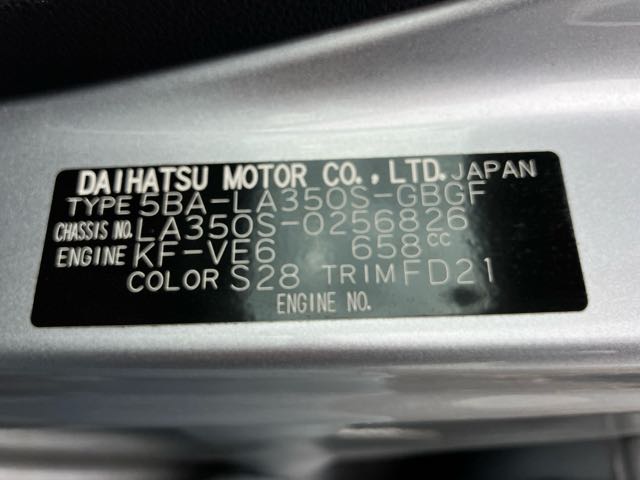 DAIHATSU MOTOR CO., LTD. JAPAN
TYPE 5BA-LA350S-GBGF
CHASSIS NO. LA350S-0256826
ENGINE KF-VE6 658cc
COLOR S28 TRIM FD21
ENGINE NO.